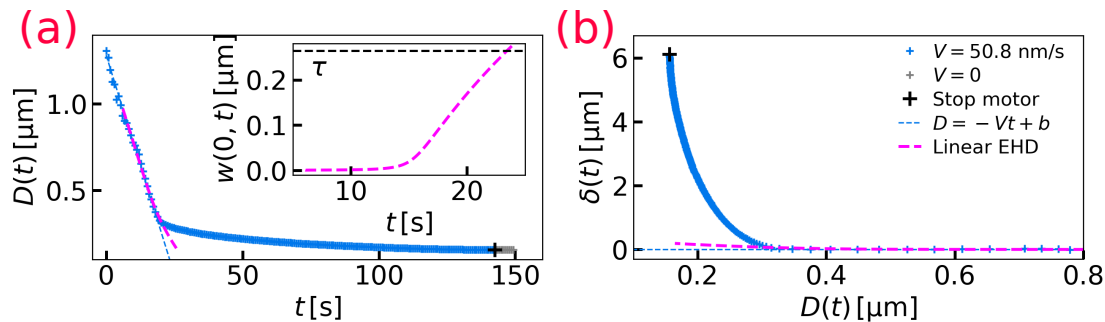 (a)
D(t) [μm]
1.0
0.5
0
50
100
150
t [s]
w(0, t) [μm]
0.2
0.1
0.0
10
20
t [s]
τ
(b)
δ(t) [μm]
6
4
2
0
0.2
0.4
0.6
0.8
D(t) [μm]
V = 50.8 nm/s
V = 0
Stop motor
D = −Vt + b
Linear EHD